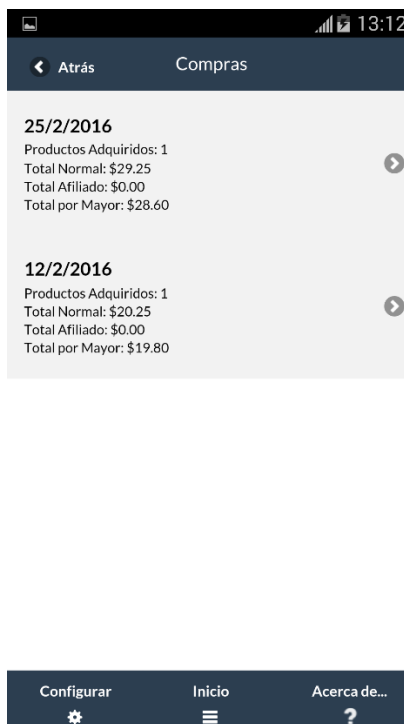 13:12
Atrás
Compras
25/2/2016
Productos Adquiridos: 1
Total Normal: $29.25
Total Afiliado: $0.00
Total por Mayor: $28.60
12/2/2016
Productos Adquiridos: 1
Total Normal: $20.25
Total Afiliado: $0.00
Total por Mayor: $19.80
Configurar
Inicio
Acerca de...